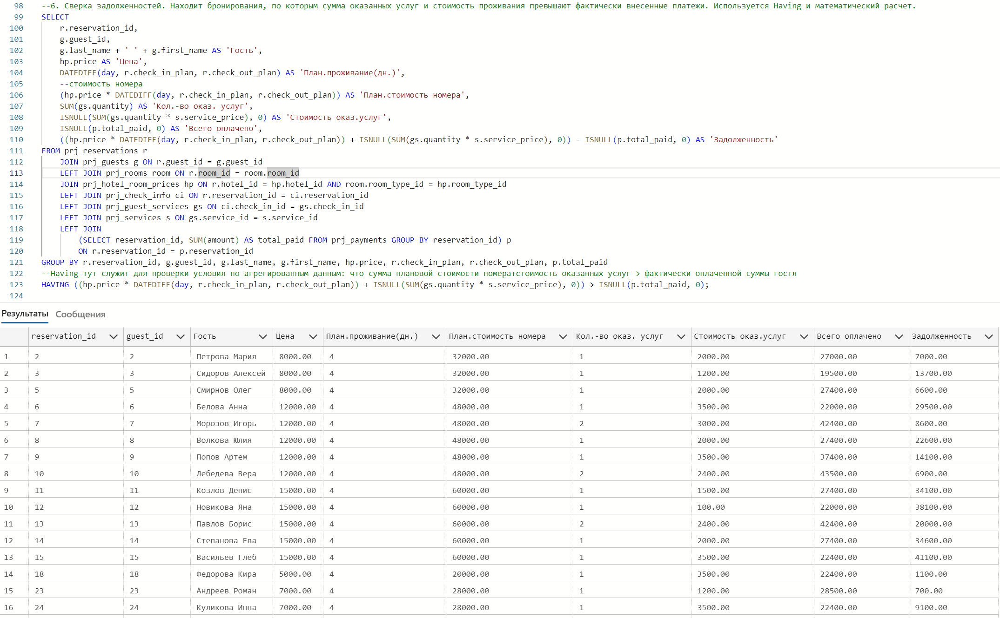 98 --6. Сверка задолженностей. Находит бронирования, по которым сумма оказанных услуг и стоимость проживания превышают фактически внесенные платежи. Используется Having и математический расчет.
99 SELECT
100 r.reservation_id,
101 g.guest_id,
102 g.last_name + ' ' + g.first_name AS 'Гость',
103 hp.price AS 'Цена',
104 DATEDIFF(day, r.check_in_plan, r.check_out_plan) AS 'План.проживание(дн.)',
105 --стоимость номера
106 (hp.price * DATEDIFF(day, r.check_in_plan, r.check_out_plan)) AS 'План.стоимость номера',
107 SUM(gs.quantity) AS 'Кол.-во оказ. услуг',
108 ISNULL(SUM(gs.quantity * s.service_price), 0) AS 'Стоимость оказ.услуг',
109 ISNULL(p.total_paid, 0) AS 'Всего оплачено',
110 ((hp.price * DATEDIFF(day, r.check_in_plan, r.check_out_plan)) + ISNULL(SUM(gs.quantity * s.service_price), 0)) - ISNULL(p.total_paid, 0) AS 'Задолженность'
111 FROM prj_reservations r
112 JOIN prj_guests g ON r.guest_id = g.guest_id
113 LEFT JOIN prj_rooms room ON r.room_id = room.room_id
114 JOIN prj_hotel_room_prices hp ON r.hotel_id = hp.hotel_id AND room.room_type_id = hp.room_type_id
115 LEFT JOIN prj_check_info ci ON r.reservation_id = ci.reservation_id
116 LEFT JOIN prj_guest_services gs ON ci.check_in_id = gs.check_in_id
117 LEFT JOIN prj_services s ON gs.service_id = s.service_id
118 LEFT JOIN
119 (SELECT reservation_id, SUM(amount) AS total_paid FROM prj_payments GROUP BY reservation_id) p
120 ON r.reservation_id = p.reservation_id
121 GROUP BY r.reservation_id, g.guest_id, g.last_name, g.first_name, hp.price, r.check_in_plan, r.check_out_plan, p.total_paid
122 --Having тут служит для проверки условия по агрегированным данным: что сумма плановой стоимости номера+стоимость оказанных услуг > фактически оплаченной суммы гостя
123 HAVING ((hp.price * DATEDIFF(day, r.check_in_plan, r.check_out_plan)) + ISNULL(SUM(gs.quantity * s.service_price), 0)) > ISNULL(p.total_paid, 0);
124
Результаты Сообщения
reservation_id guest_id Гость Цена План.проживание(дн.) План.стоимость номера Кол.-во оказ. услуг Стоимость оказ.услуг Всего оплачено Задолженность
1 2 2 Петрова Мария 8000.00 4 32000.00 1 2000.00 27000.00 7000.00
2 3 3 Сидоров Алексей 8000.00 4 32000.00 1 1200.00 19500.00 13700.00
3 5 5 Смирнов Олег 8000.00 4 32000.00 1 2000.00 27400.00 6600.00
4 6 6 Белова Анна 12000.00 4 48000.00 1 3500.00 22000.00 29500.00
5 7 7 Морозов Игорь 12000.00 4 48000.00 2 3000.00 42400.00 8600.00
6 8 8 Волкова Юлия 12000.00 4 48000.00 1 2000.00 27400.00 22600.00
7 9 9 Попов Артем 12000.00 4 48000.00 1 3500.00 37400.00 14100.00
8 10 10 Лебедева Вера 12000.00 4 48000.00 2 2400.00 43500.00 6900.00
9 11 11 Козлов Денис 15000.00 4 60000.00 1 1500.00 27400.00 34100.00
10 12 12 Новикова Яна 15000.00 4 60000.00 1 100.00 22000.00 38100.00
11 13 13 Павлов Борис 15000.00 4 60000.00 2 2400.00 42400.00 20000.00
12 14 14 Степанова Ева 15000.00 4 60000.00 1 2000.00 27400.00 34600.00
13 15 15 Васильев Глеб 15000.00 4 60000.00 1 3500.00 22400.00 41100.00
14 18 18 Федорова Кира 5000.00 4 20000.00 1 3500.00 22400.00 1100.00
15 23 23 Андреев Роман 7000.00 4 28000.00 1 1200.00 28500.00 700.00
16 24 24 Куликова Инна 7000.00 4 28000.00 1 3500.00 22400.00 9100.00